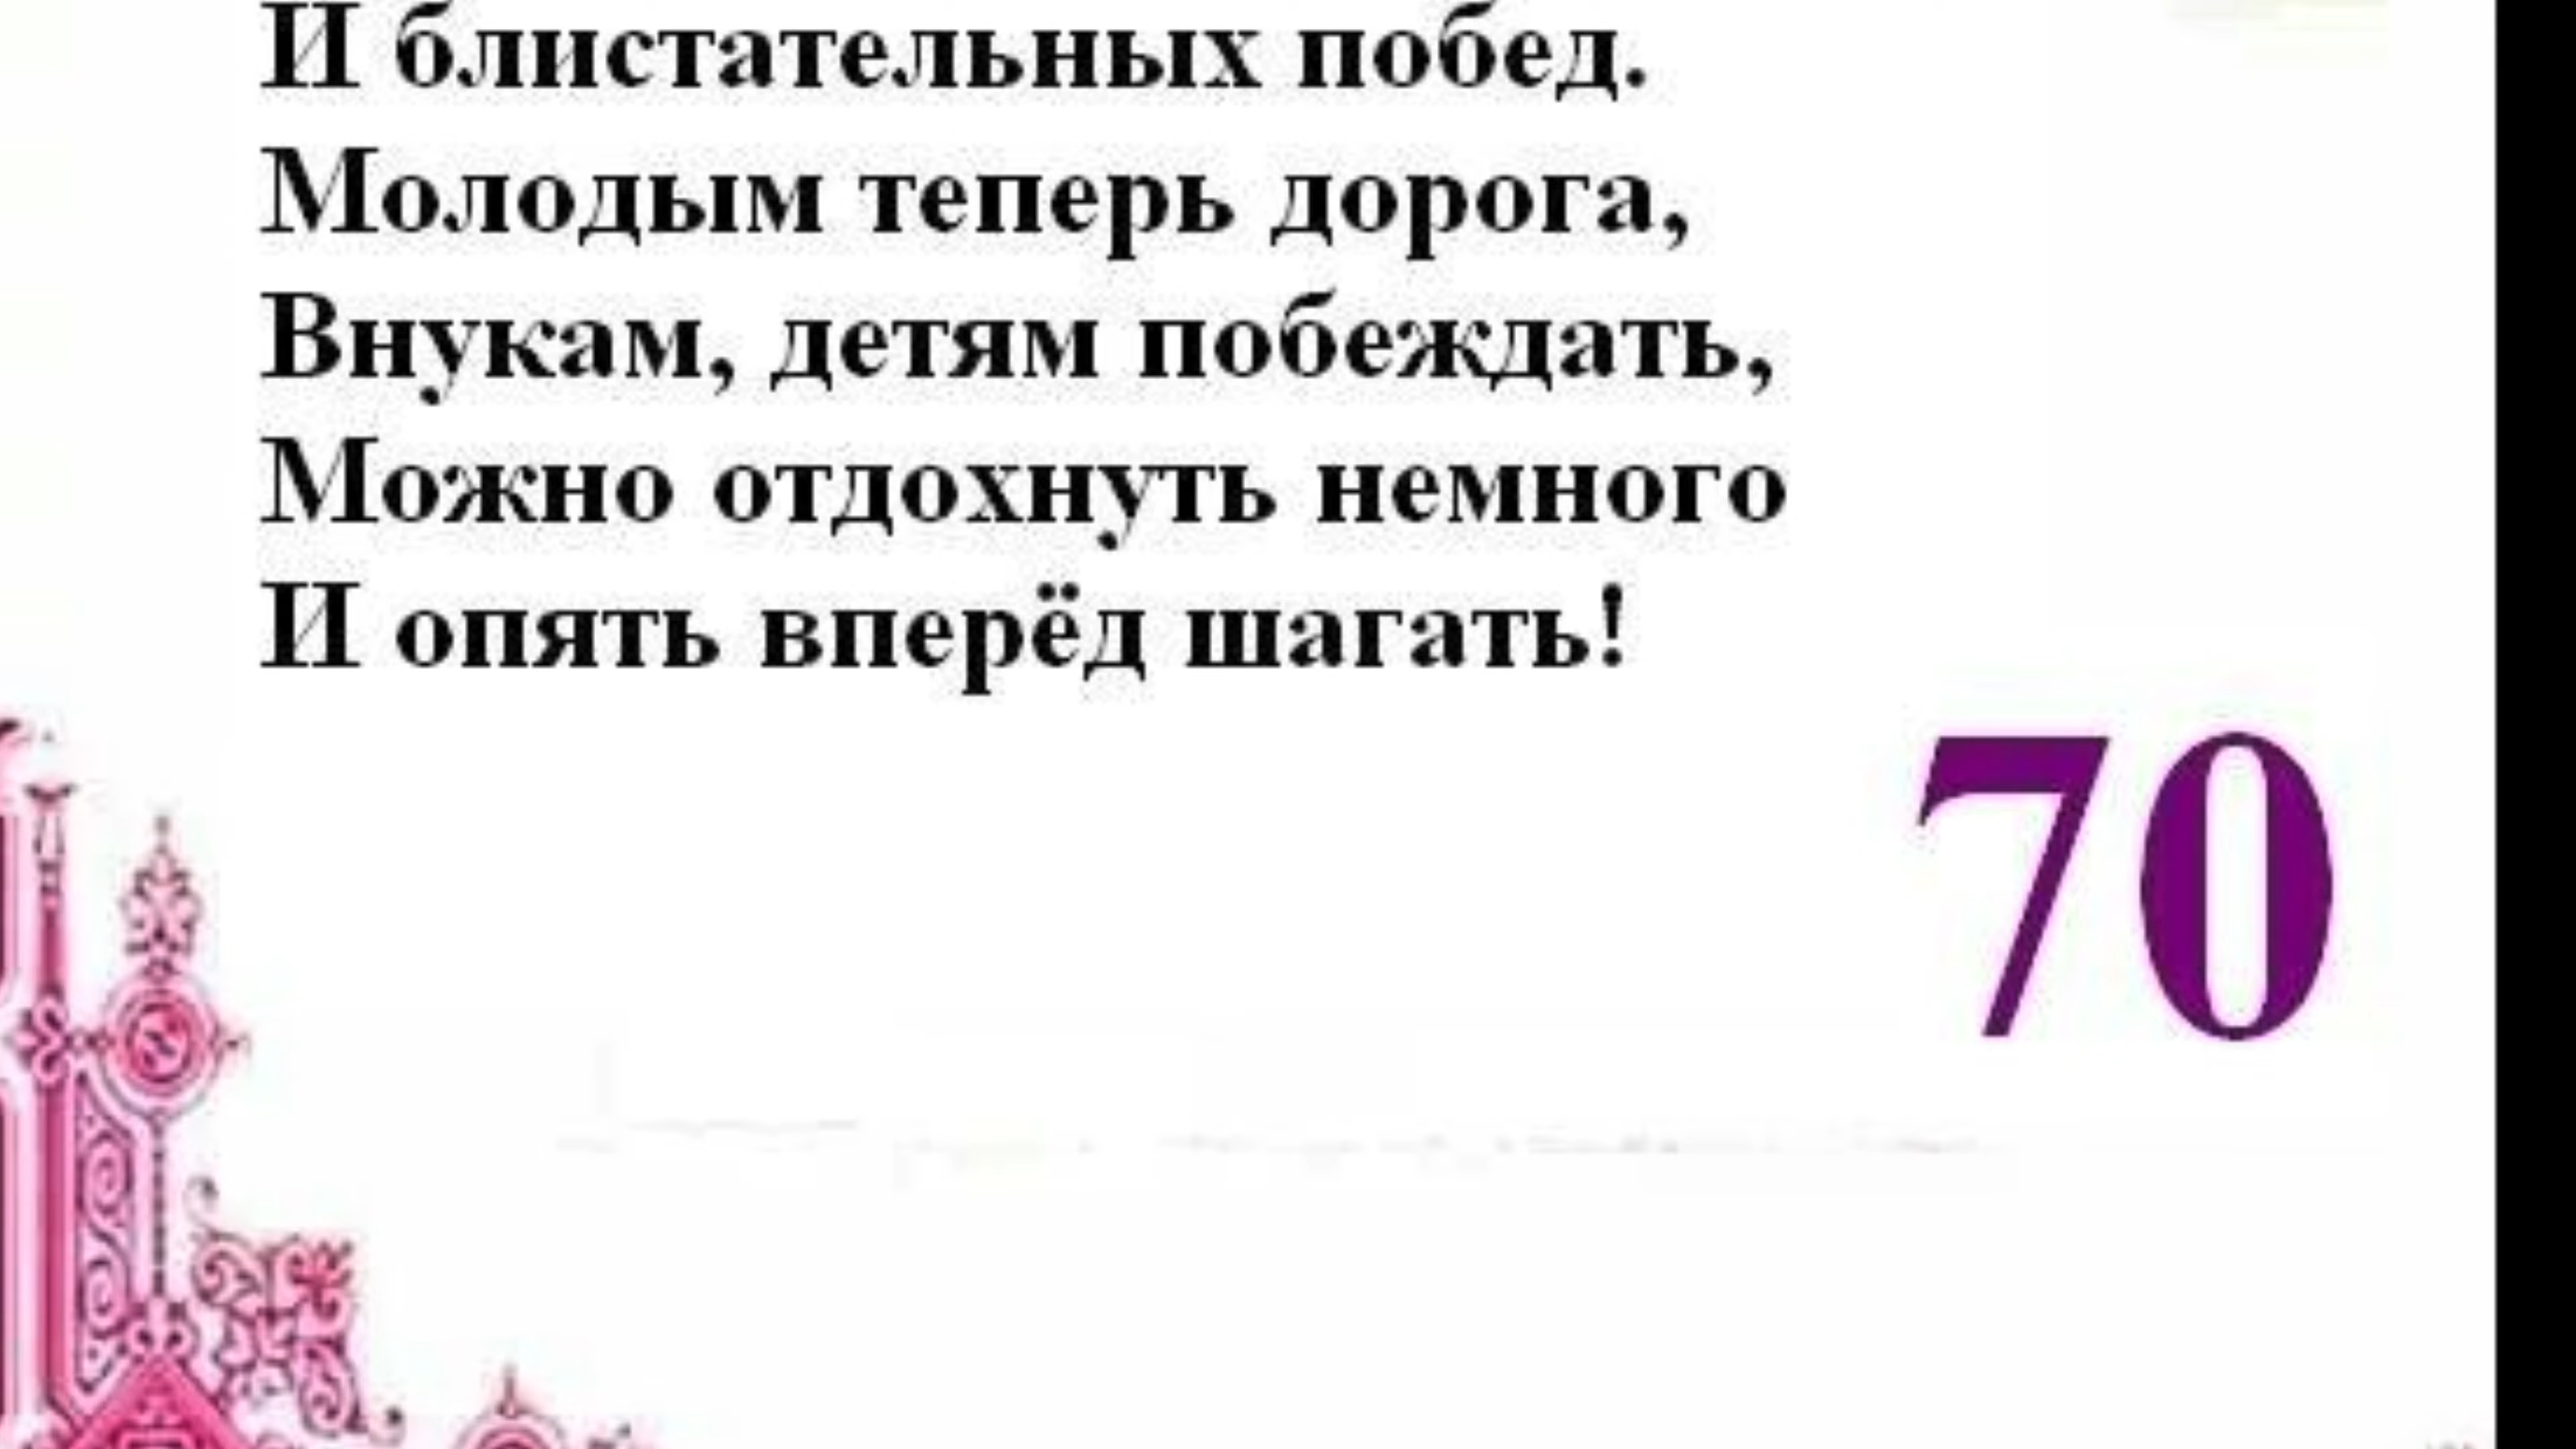 И блистательных побед.
Молодым теперь дорога,
Внукам, детям побеждать,
Можно отдохнуть немного
И опять вперёд шагать!
70